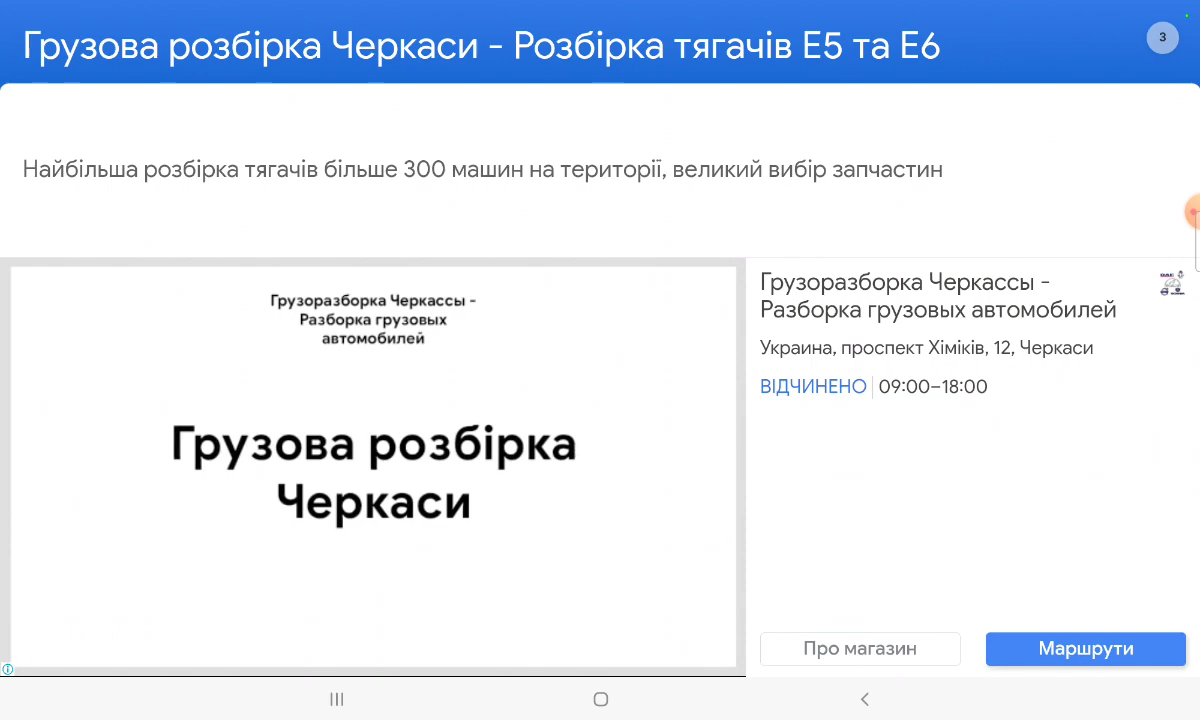 Грузова розбірка Черкаси - Розбірка тягачів Е5 та Е6
3
Найбільша розбірка тягачів більше 300 машин на території, великий вибір запчастин
Грузоразборка Черкассы -
Разборка грузовых
автомобилей
Грузова розбірка
Черкаси
Грузоразборка Черкассы -
Разборка грузовых автомобилей
Украина, проспект Хіміків, 12, Черкаси
ВІДЧИНЕНО 09:00–18:00
Про магазин
Маршрути